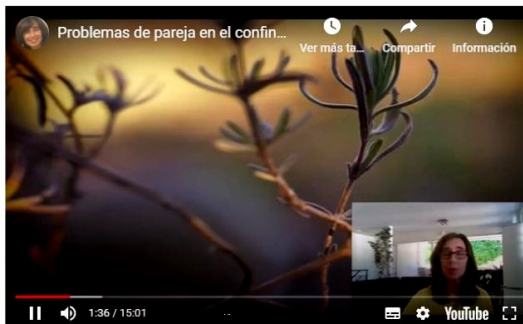 Problemas de pareja en el confin...
Ver más ta...
Compartir
Información
1:36 / 15:01
YouTube